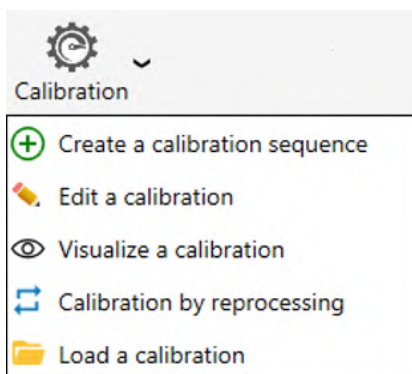 Calibration
Create a calibration sequence
Edit a calibration
Visualize a calibration
Calibration by reprocessing
Load a calibration